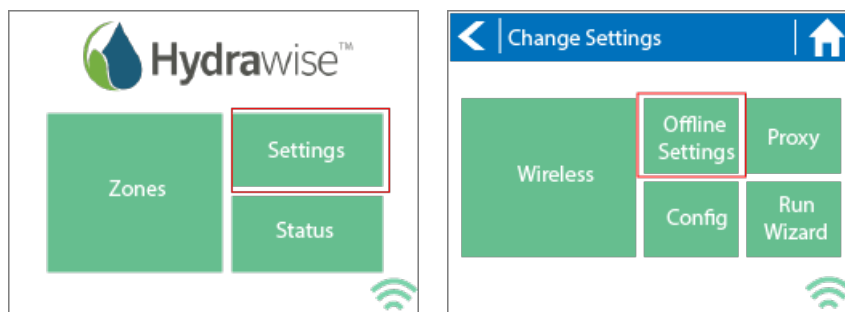 Hydrawise™
Zones
Settings
Status
Change Settings
Wireless
Offline
Settings
Proxy
Config
Run
Wizard